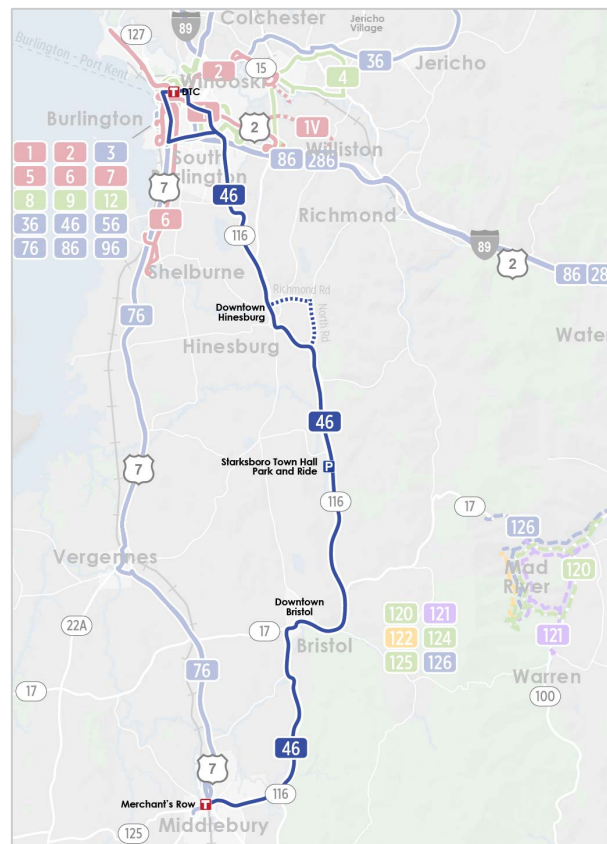 Colchester
Jericho
Village
89
127
Burlington - Port Kent
2
15
36
Jericho
Winooski
4
DTC
Burlington
2
1V
Williston
South
Burlington
86
286
1
2
3
5
6
7
8
9
12
36
46
56
76
86
96
7
46
6
116
Richmond
89
2
Shelburne
86
28
76
Richmond Rd
North Rd
Downtown
Hinesburg
Hinesburg
Wate
46
7
Starksboro Town Hall
Park and Ride
P
116
17
126
Vergennes
Mad
River
120
Downtown
Bristol
22A
17
Bristol
120
121
122
124
125
126
121
76
Warren
17
100
46
7
116
Merchant's Row
T
125
Middlebury